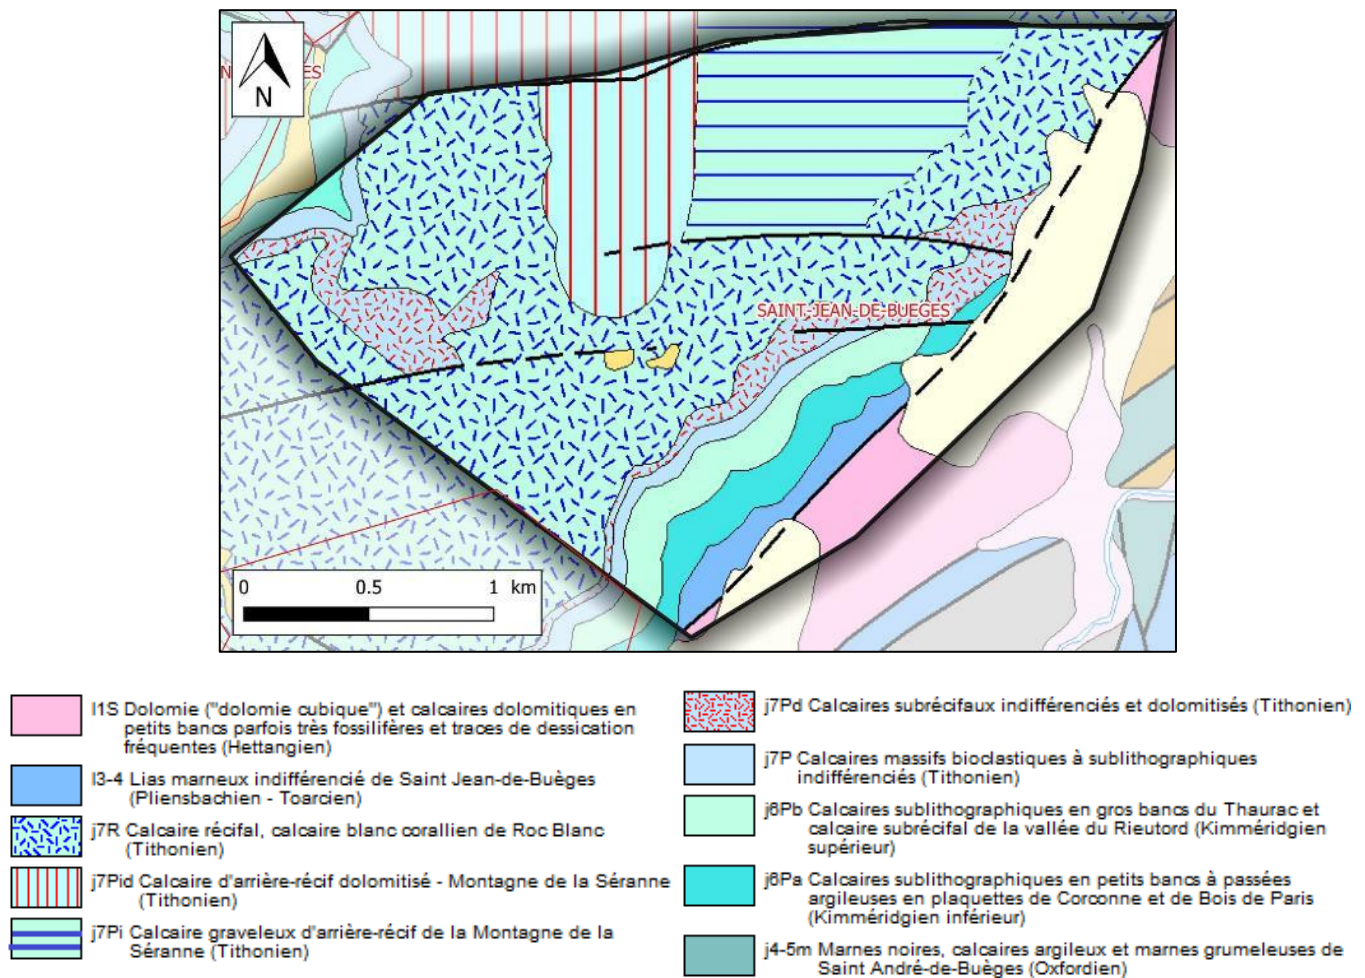 N
ES
N
SAINT-JEAN-DE-BUEGES
0 0.5 1 km
l1S Dolomie ("dolomie cubique") et calcaires dolomitiques en
petits bancs parfois très fossilifères et traces de dessication
fréquentes (Hettangien)
l3-4 Lias marneux indifférencié de Saint Jean-de-Buèges
(Pliensbachien - Toarcien)
j7R Calcaire récifal, calcaire blanc corallien de Roc Blanc
(Tithonien)
j7Pid Calcaire d'arrière-récif dolomitisé - Montagne de la Séranne
(Tithonien)
j7Pi Calcaire graveleux d'arrière-récif de la Montagne de la
Séranne (Tithonien)
j7Pd Calcaires subrécifaux indifférenciés et dolomitisés (Tithonien)
j7P Calcaires massifs bioclastiques à sublithographiques
indifférenciés (Tithonien)
j6Pb Calcaires sublithographiques en gros bancs du Thaurac et
calcaire subrécifal de la vallée du Rieutord (Kimméridgien
supérieur)
j6Pa Calcaires sublithographiques en petits bancs à passées
argileuses en plaquettes de Corconne et de Bois de Paris
(Kimméridgien inférieur)
j4-5m Marnes noires, calcaires argileux et marnes grumeleuses de
Saint André-de-Buèges (Oxfordien)